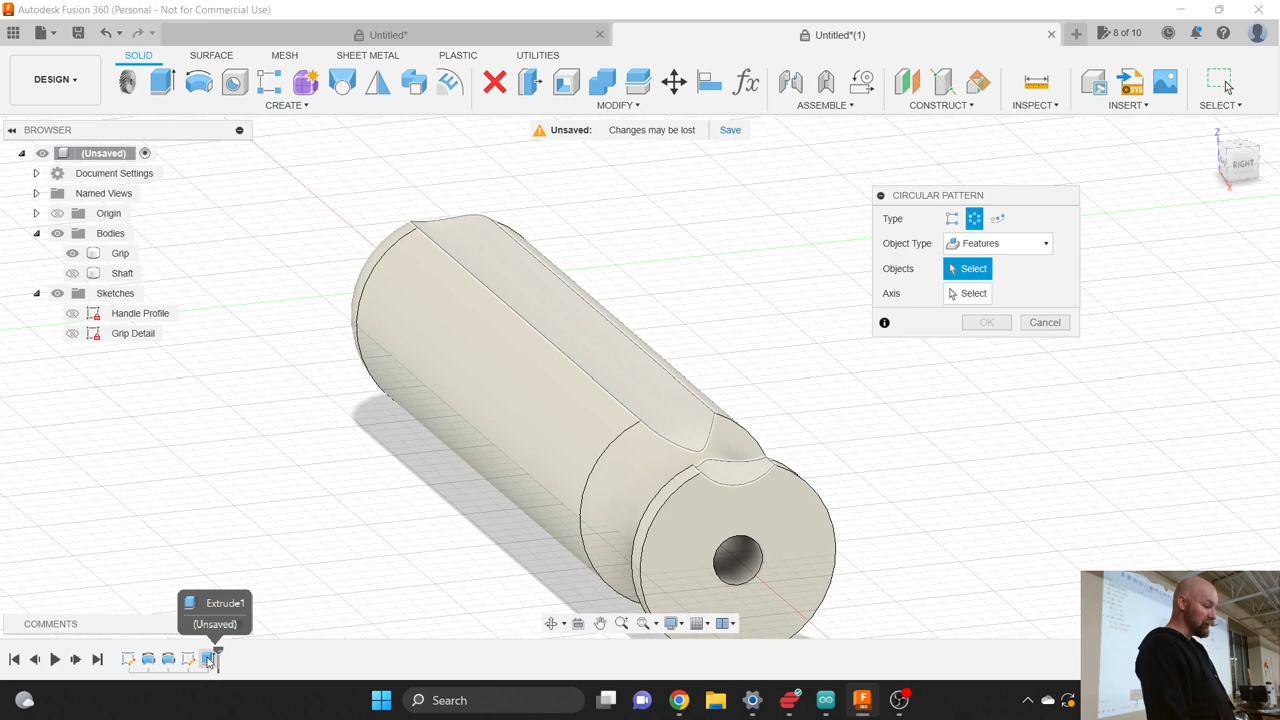 Autodesk Fusion 360 (Personal - Not for Commercial Use)
Untitled*
Untitled*(1)
8 of 10
SOLID
SURFACE
MESH
SHEET METAL
PLASTIC
UTILITIES
DESIGN
CREATE
MODIFY
ASSEMBLE
CONSTRUCT
INSPECT
INSERT
SELECT
BROWSER
Unsaved: Changes may be lost Save
(Unsaved)
Document Settings
Named Views
Origin
Bodies
Grip
Shaft
Sketches
Handle Profile
Grip Detail
Z
RIGHT
X
CIRCULAR PATTERN
Type
Object Type Features
Objects Select
Axis Select
OK Cancel
Extrude1
(Unsaved)
COMMENTS
Search